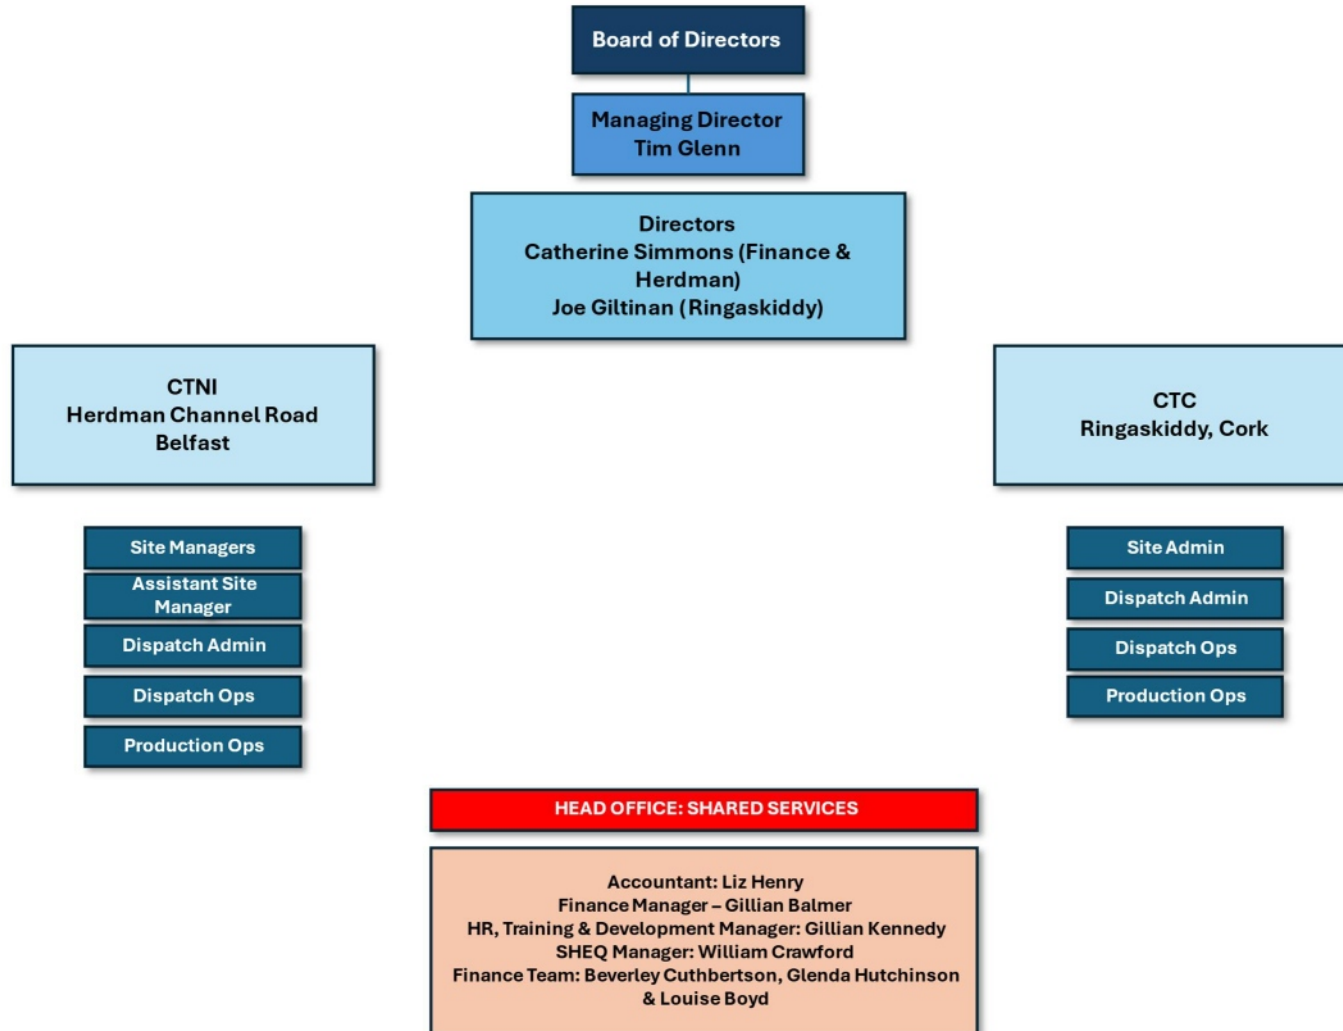 Board of Directors
Managing Director
Tim Glenn
Directors
Catherine Simmons (Finance &
Herdman)
Joe Giltinan (Ringaskiddy)
CTNI
Herdman Channel Road
Belfast
CTC
Ringaskiddy, Cork
Site Managers
Assistant Site
Manager
Dispatch Admin
Dispatch Ops
Production Ops
Site Admin
Dispatch Admin
Dispatch Ops
Production Ops
HEAD OFFICE: SHARED SERVICES
Accountant: Liz Henry
Finance Manager – Gillian Balmer
HR, Training & Development Manager: Gillian Kennedy
SHEQ Manager: William Crawford
Finance Team: Beverley Cuthbertson, Glenda Hutchinson
& Louise Boyd